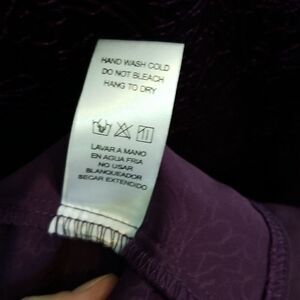 HAND WASH COLD
DO NOT BLEACH
HANG TO DRY
LAVAR A MANO
EN AGUA FRIA
NO USAR
BLANQUEADOR
SECAR EXTENDIDO